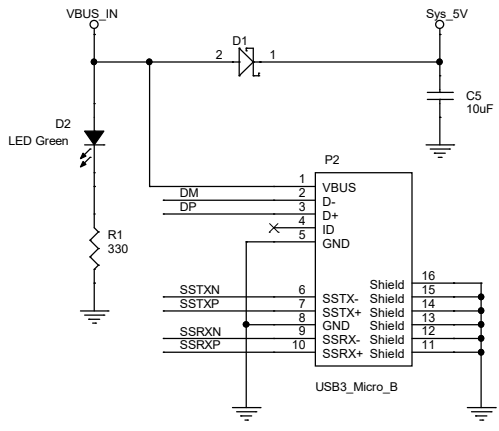 VBUS_IN
Sys_5V
D1
2
1
C5
10uF
D2
LED Green
P2
1
VBUS
DM
2
D-
DP
3
D+
4
ID
5
GND
R1
330
Shield
16
SSTXN
6
SSTX-
Shield
15
SSTXP
7
SSTX+
Shield
14
8
GND
Shield
13
SSRXN
9
SSRX-
Shield
12
SSRXP
10
SSRX+
Shield
11
USB3_Micro_B